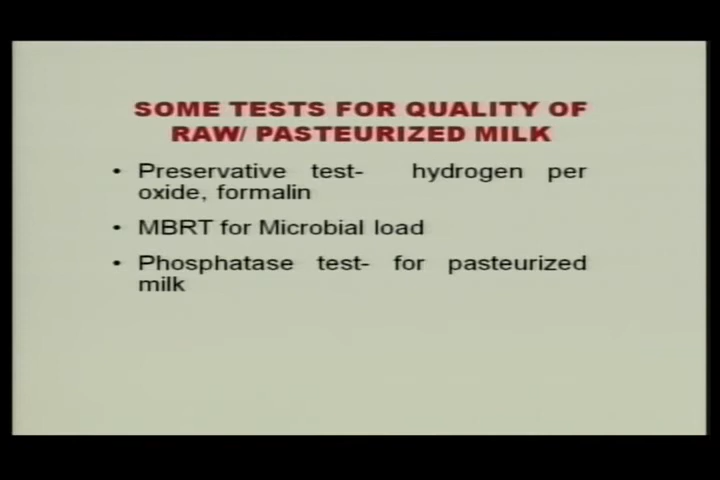 SOME TESTS FOR QUALITY OF
RAW/ PASTEURIZED MILK
• Preservative test- hydrogen per
oxide, formalin
• MBRT for Microbial load
• Phosphatase test- for pasteurized
milk